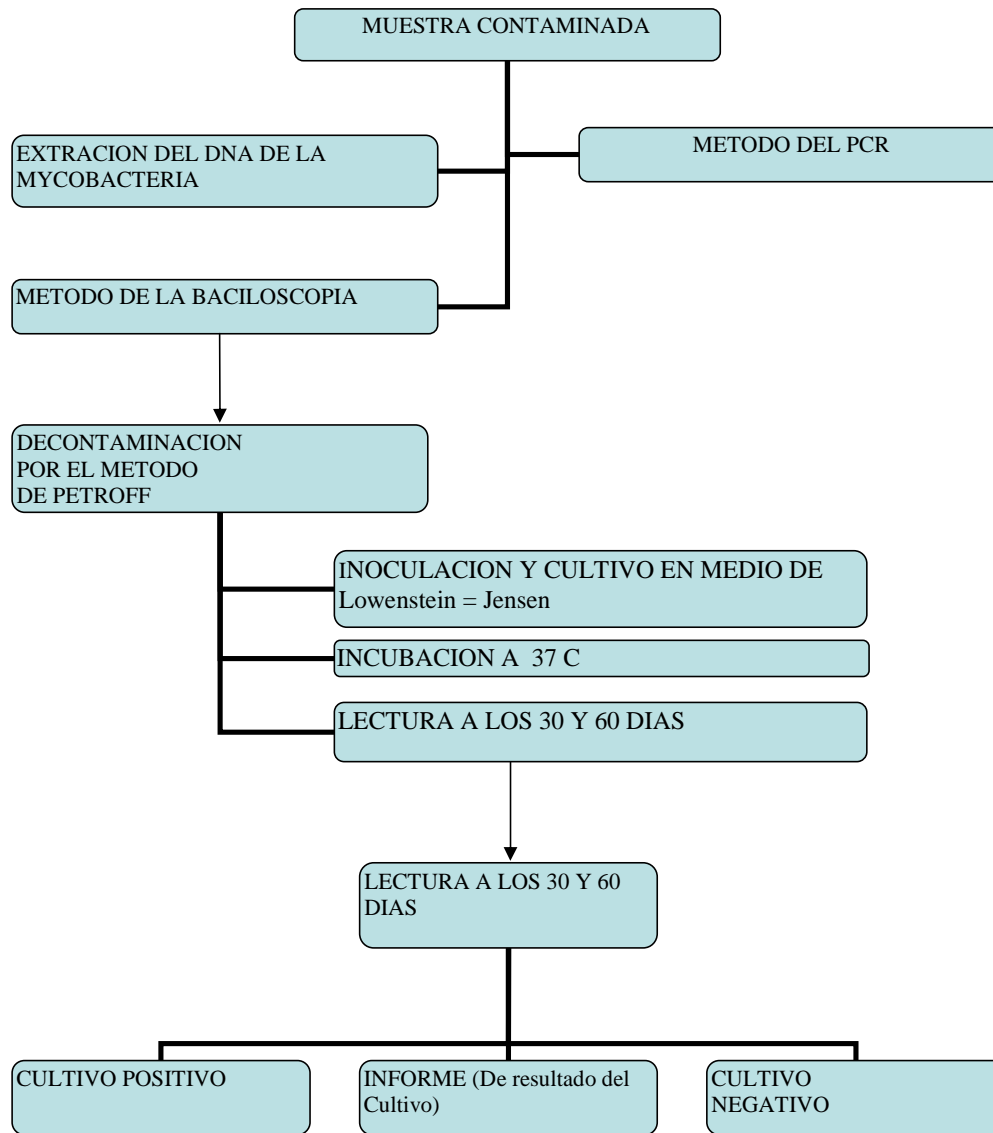 MUESTRA CONTAMINADA
EXTRACION DEL DNA DE LA
MYCOBACTERIA
METODO DEL PCR
METODO DE LA BACILOSCOPIA
DECONTAMINACION
POR EL METODO
DE PETROFF
INOCULACION Y CULTIVO EN MEDIO DE
Lowenstein = Jensen
INCUBACION A 37 C
LECTURA A LOS 30 Y 60 DIAS
LECTURA A LOS 30 Y 60
DIAS
CULTIVO POSITIVO
INFORME (De resultado del
Cultivo)
CULTIVO
NEGATIVO